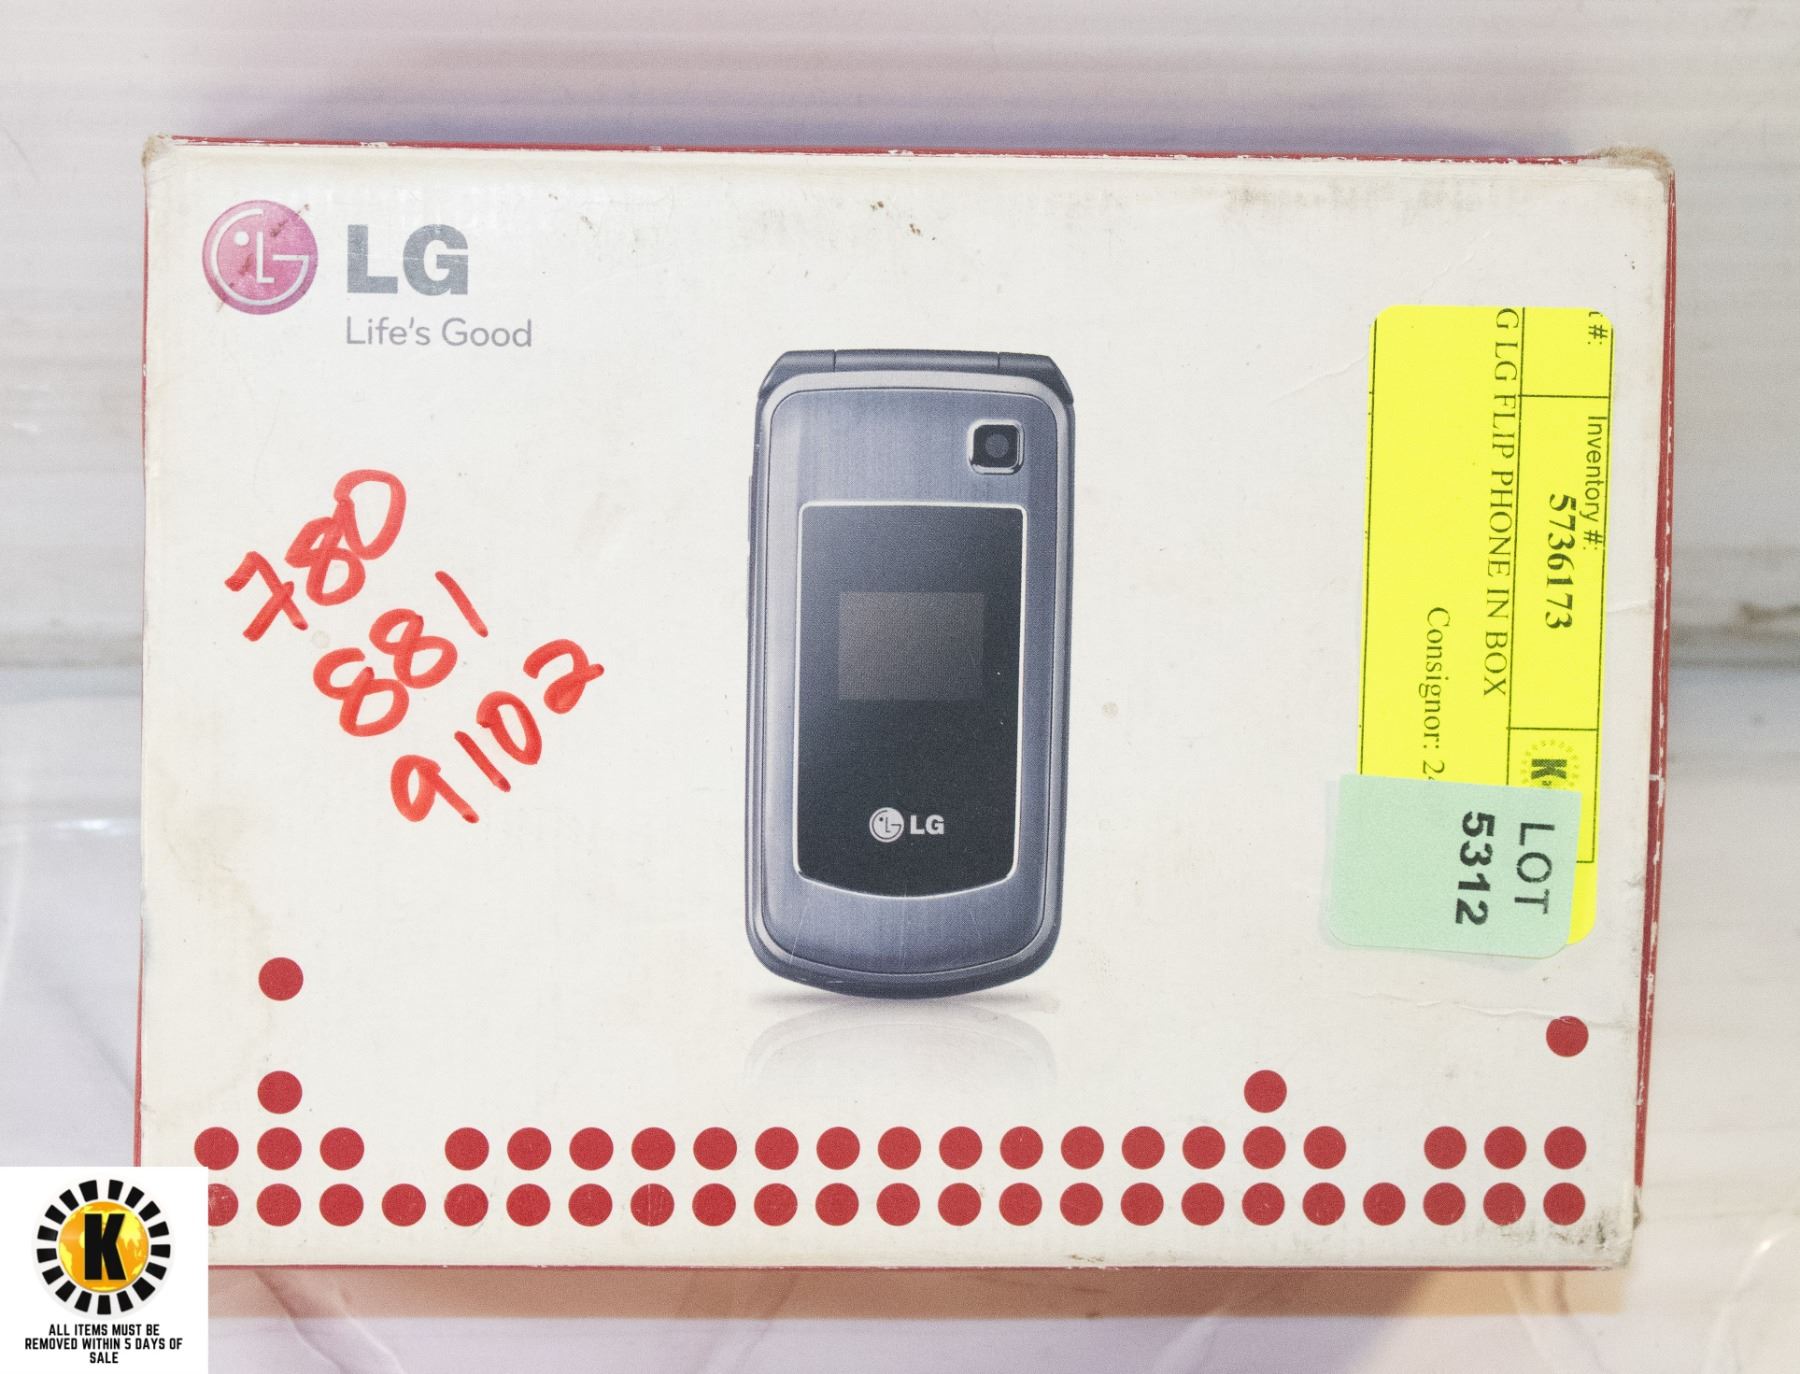 LG
Life's Good
780
881
9102
LG
t #:
Inventory #:
5736173
G LG FLIP PHONE IN BOX
Consignor: 24
K
LOT
5312
K
ALL ITEMS MUST BE
REMOVED WITHIN 5 DAYS OF
SALE